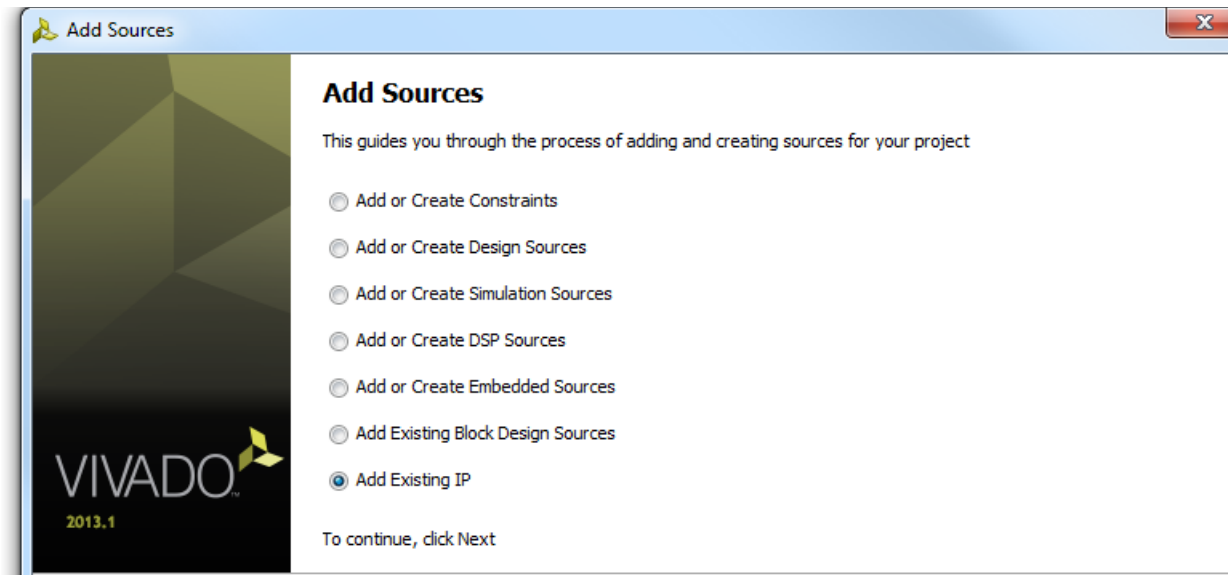 Add Sources
Add Sources
This guides you through the process of adding and creating sources for your project
Add or Create Constraints
Add or Create Design Sources
Add or Create Simulation Sources
Add or Create DSP Sources
Add or Create Embedded Sources
Add Existing Block Design Sources
Add Existing IP
VIVADO™
2013.1
To continue, click Next